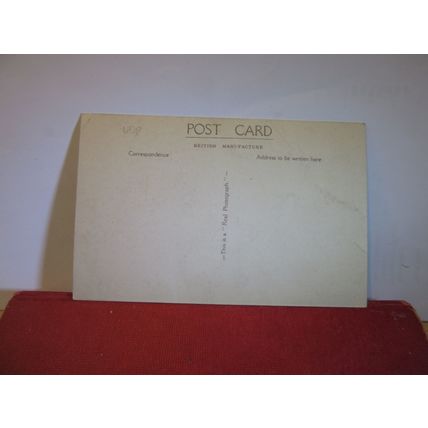 POST CARD
BRITISH MANUFACTURE
Correspondence
Address to be written here
— This is a "Real Photograph" —